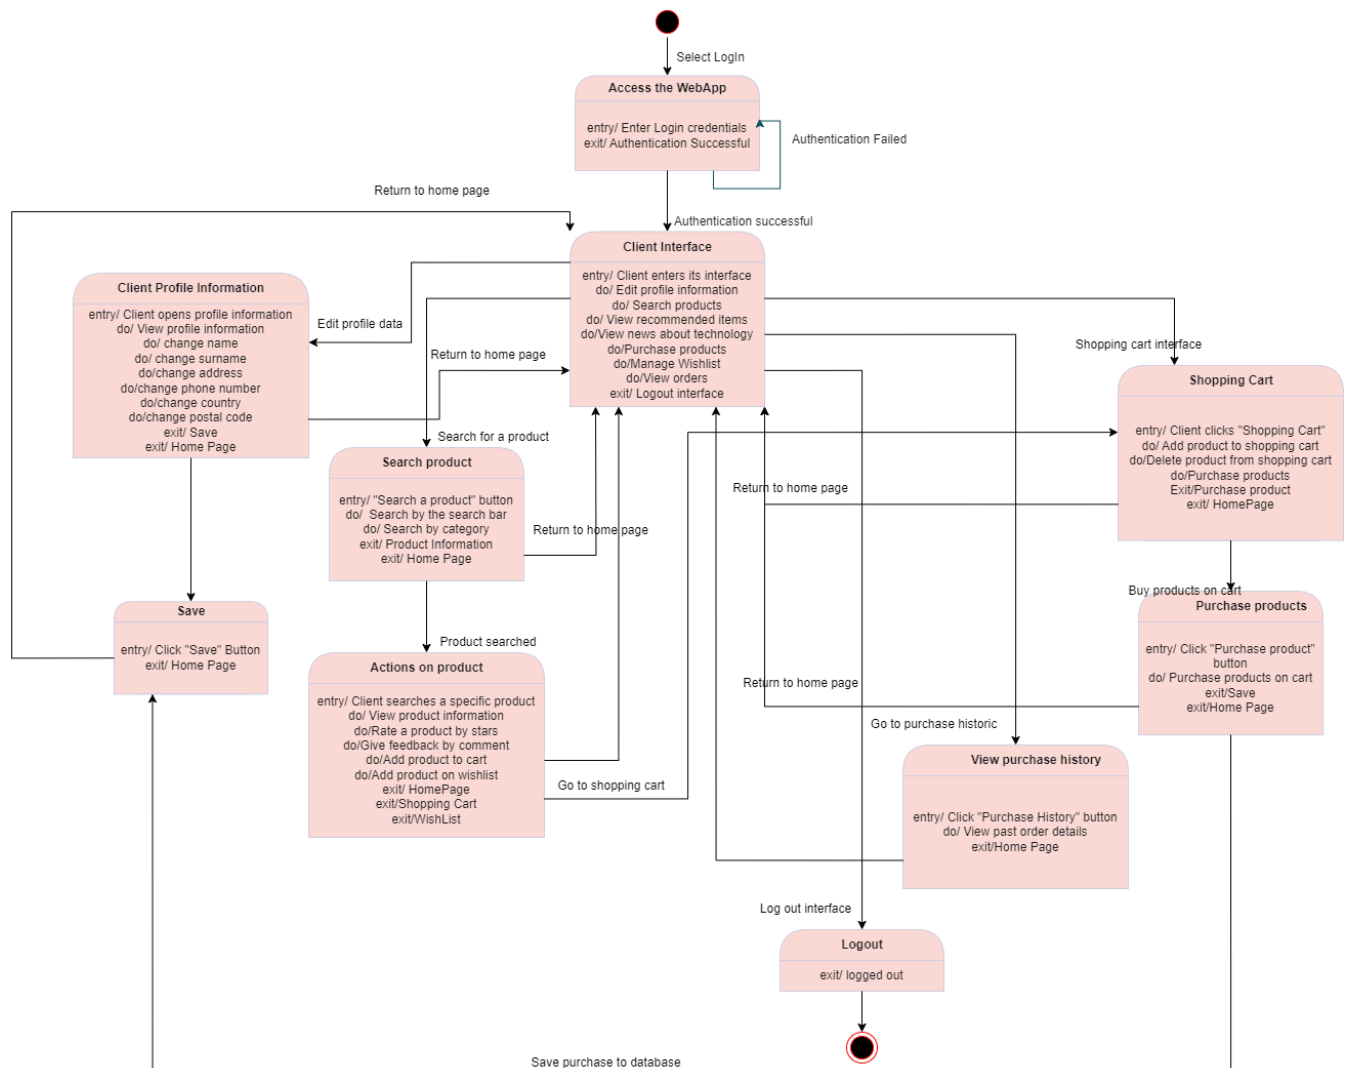 Select LogIn
Access the WebApp
entry/ Enter Login credentials
exit/ Authentication Successful
Authentication Failed
Return to home page
Authentication successful
Client Interface
entry/ Client enters its interface
do/ Edit profile information
do/ Search products
do/ View recommended items
do/View news about technology
do/Purchase products
do/Manage Wishlist
do/View orders
exit/ Logout interface
Client Profile Information
entry/ Client opens profile information
do/ View profile information
do/ change name
do/ change surname
do/change address
do/change phone number
do/change country
do/change postal code
exit/ Save
exit/ Home Page
Edit profile data
Return to home page
Shopping cart interface
Shopping Cart
entry/ Client clicks "Shopping Cart"
do/ Add product to shopping cart
do/Delete product from shopping cart
do/Purchase products
Exit/Purchase product
exit/ HomePage
Search for a product
Search product
entry/ "Search a product" button
do/ Search by the search bar
do/ Search by category
exit/ Product Information
exit/ Home Page
Return to home page
Return to home page
Buy products on cart
Purchase products
entry/ Click "Purchase product"
button
do/ Purchase products on cart
exit/Save
exit/Home Page
Save
entry/ Click "Save" Button
exit/ Home Page
Product searched
Actions on product
entry/ Client searches a specific product
do/ View product information
do/Rate a product by stars
do/Give feedback by comment
do/Add product to cart
do/Add product on wishlist
exit/ HomePage
exit/Shopping Cart
exit/WishList
Return to home page
Go to purchase historic
Go to shopping cart
View purchase history
entry/ Click "Purchase History" button
do/ View past order details
exit/Home Page
Log out interface
Logout
exit/ logged out
Save purchase to database